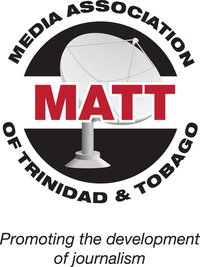 MEDIA ASSOCIATION
MATT
OF TRINIDAD & TOBAGO
Promoting the development
of journalism